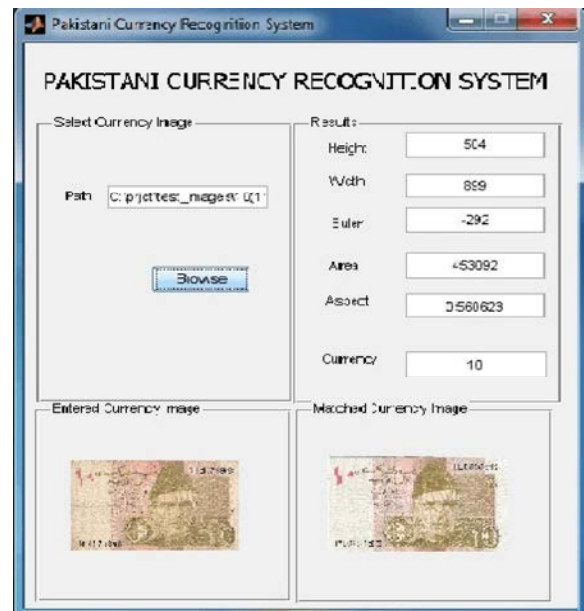 Pakistani Currency Recognition System
PAKISTANI CURRENCY RECOGNITION SYSTEM
Select Currency Image
Path
Browse
Results
Height 504
Width 899
Euler -292
Area 453092
Aspect 0.560623
Currency 10
Entered Currency Image
Matched Currency Image